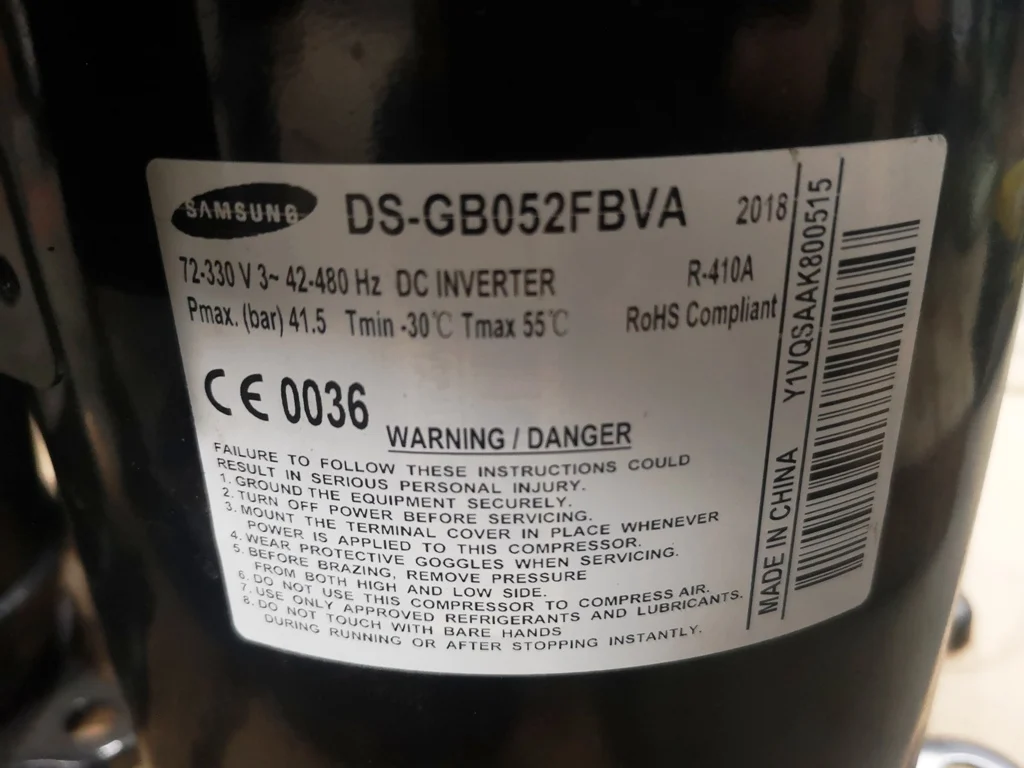 SAMSUNG DS-GB052FBVA 2018
72-330 V 3~ 42-480 Hz DC INVERTER R-410A
Pmax. (bar) 41.5 Tmin -30℃ Tmax 55℃ RoHS Compliant
CE 0036
WARNING / DANGER
FAILURE TO FOLLOW THESE INSTRUCTIONS COULD
RESULT IN SERIOUS PERSONAL INJURY.
1. GROUND THE EQUIPMENT SECURELY.
2. TURN OFF POWER BEFORE SERVICING.
3. MOUNT THE TERMINAL COVER IN PLACE WHENEVER
POWER IS APPLIED TO THIS COMPRESSOR.
4. WEAR PROTECTIVE GOGGLES WHEN SERVICING.
5. BEFORE BRAZING, REMOVE PRESSURE
FROM BOTH HIGH AND LOW SIDE.
6. DO NOT USE THIS COMPRESSOR TO COMPRESS AIR.
7. USE ONLY APPROVED REFRIGERANTS AND LUBRICANTS.
8. DO NOT TOUCH WITH BARE HANDS
DURING RUNNING OR AFTER STOPPING INSTANTLY.
MADE IN CHINA Y1VQSAAK800515